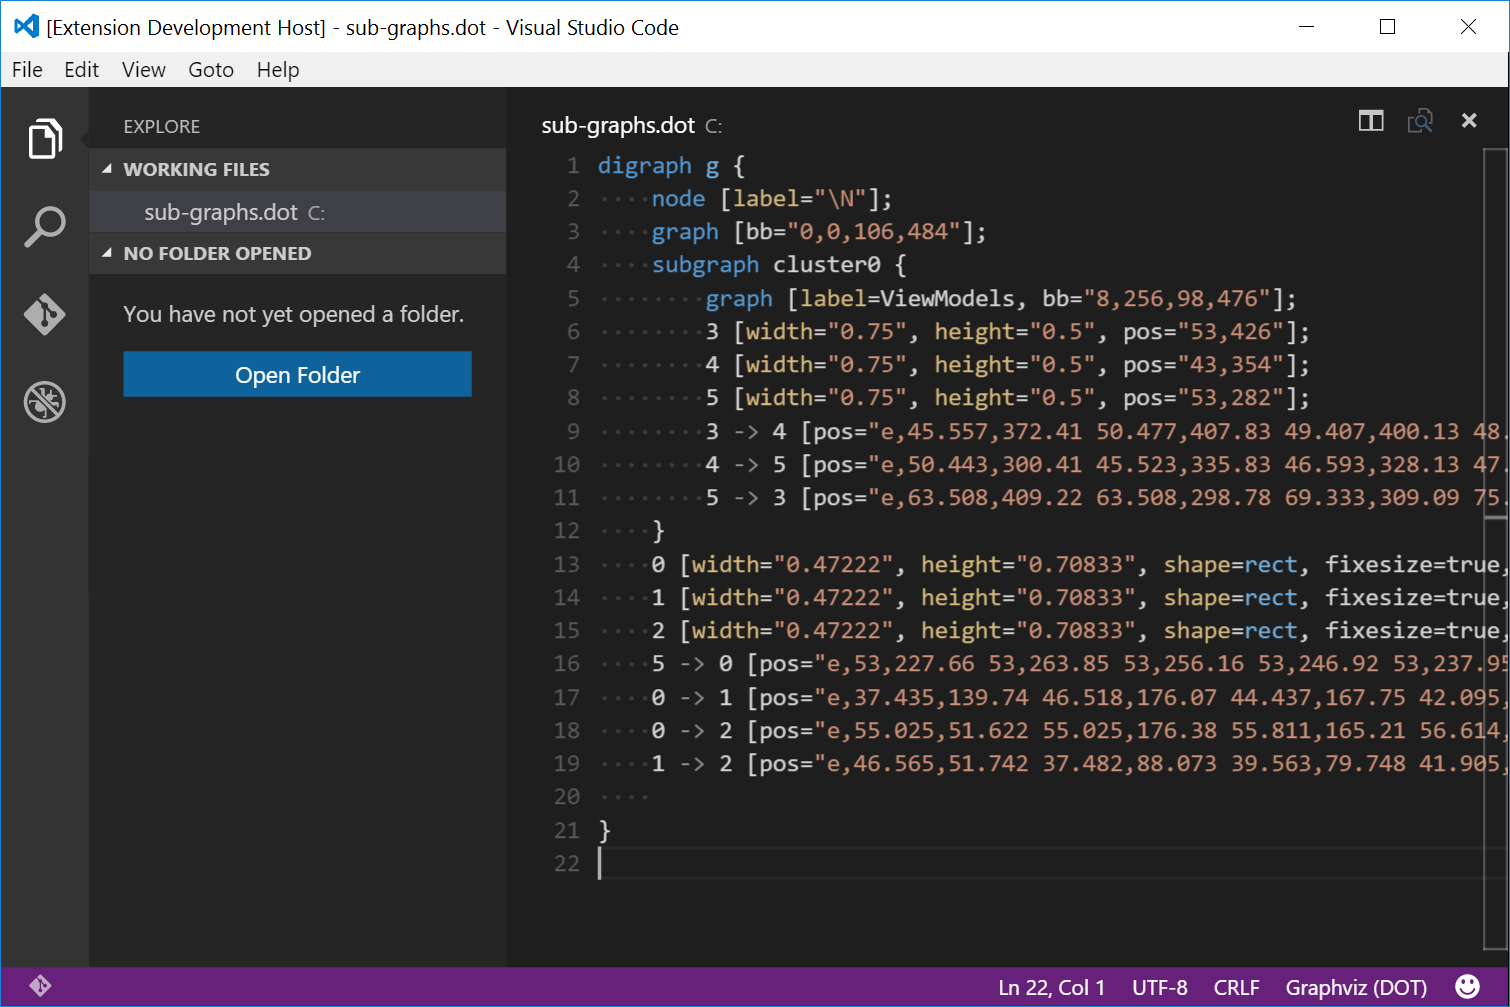 [Extension Development Host] - sub-graphs.dot - Visual Studio Code
File Edit View Goto Help
EXPLORE
WORKING FILES
sub-graphs.dot C:
NO FOLDER OPENED
You have not yet opened a folder.
Open Folder
sub-graphs.dot C:
1 digraph g {
2 ····node [label="\N"];
3 ····graph [bb="0,0,106,484"];
4 ····subgraph cluster0 {
5 ········graph [label=ViewModels, bb="8,256,98,476"];
6 ········3 [width="0.75", height="0.5", pos="53,426"];
7 ········4 [width="0.75", height="0.5", pos="43,354"];
8 ········5 [width="0.75", height="0.5", pos="53,282"];
9 ········3 -> 4 [pos="e,45.557,372.41 50.477,407.83 49.407,400.13 48.
10 ········4 -> 5 [pos="e,50.443,300.41 45.523,335.83 46.593,328.13 47.
11 ········5 -> 3 [pos="e,63.508,409.22 63.508,298.78 69.333,309.09 75.
12 ····}
13 ····0 [width="0.47222", height="0.70833", shape=rect, fixesize=true,
14 ····1 [width="0.47222", height="0.70833", shape=rect, fixesize=true,
15 ····2 [width="0.47222", height="0.70833", shape=rect, fixesize=true,
16 ····5 -> 0 [pos="e,53,227.66 53,263.85 53,256.16 53,246.92 53,237.95
17 ····0 -> 1 [pos="e,37.435,139.74 46.518,176.07 44.437,167.75 42.095,
18 ····0 -> 2 [pos="e,55.025,51.622 55.025,176.38 55.811,165.21 56.614,
19 ····1 -> 2 [pos="e,46.565,51.742 37.482,88.073 39.563,79.748 41.905,
20 ····
21 }
22
Ln 22, Col 1 UTF-8 CRLF Graphviz (DOT)